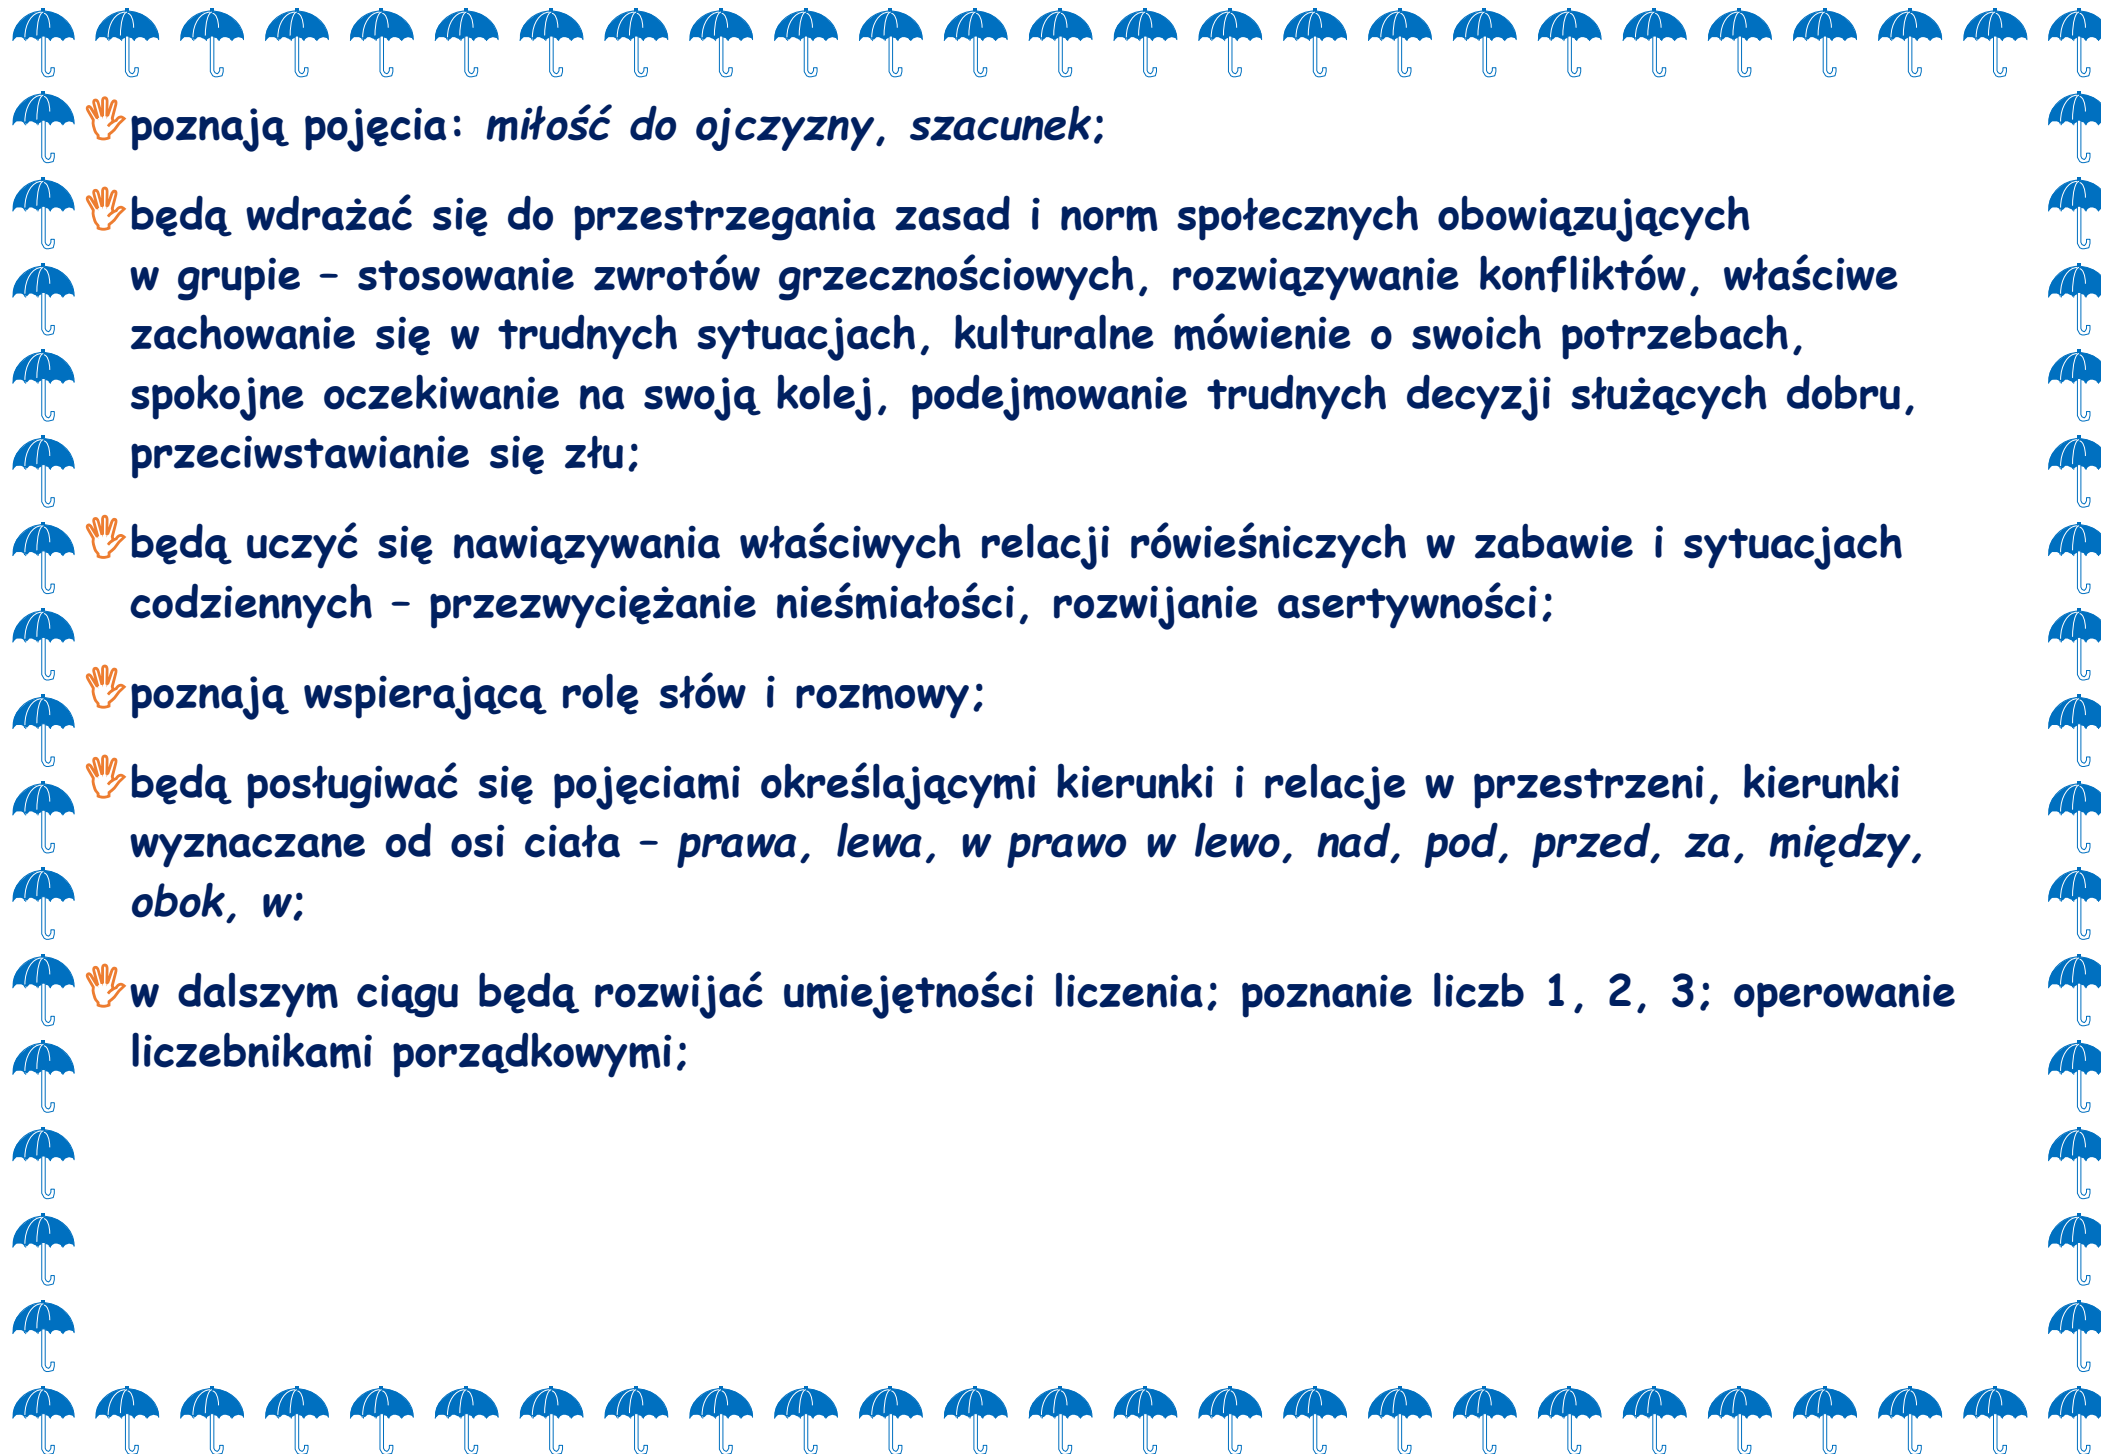 poznają pojęcia: miłość do ojczyzny, szacunek;
będą wdrażać się do przestrzegania zasad i norm społecznych obowiązujących
w grupie – stosowanie zwrotów grzecznościowych, rozwiązywanie konfliktów, właściwe
zachowanie się w trudnych sytuacjach, kulturalne mówienie o swoich potrzebach,
spokojne oczekiwanie na swoją kolej, podejmowanie trudnych decyzji służących dobru,
przeciwstawianie się złu;
będą uczyć się nawiązywania właściwych relacji rówieśniczych w zabawie i sytuacjach
codziennych – przezwyciężanie nieśmiałości, rozwijanie asertywności;
poznają wspierającą rolę słów i rozmowy;
będą posługiwać się pojęciami określającymi kierunki i relacje w przestrzeni, kierunki
wyznaczane od osi ciała – prawa, lewa, w prawo w lewo, nad, pod, przed, za, między,
obok, w;
w dalszym ciągu będą rozwijać umiejętności liczenia; poznanie liczb 1, 2, 3; operowanie
liczebnikami porządkowymi;